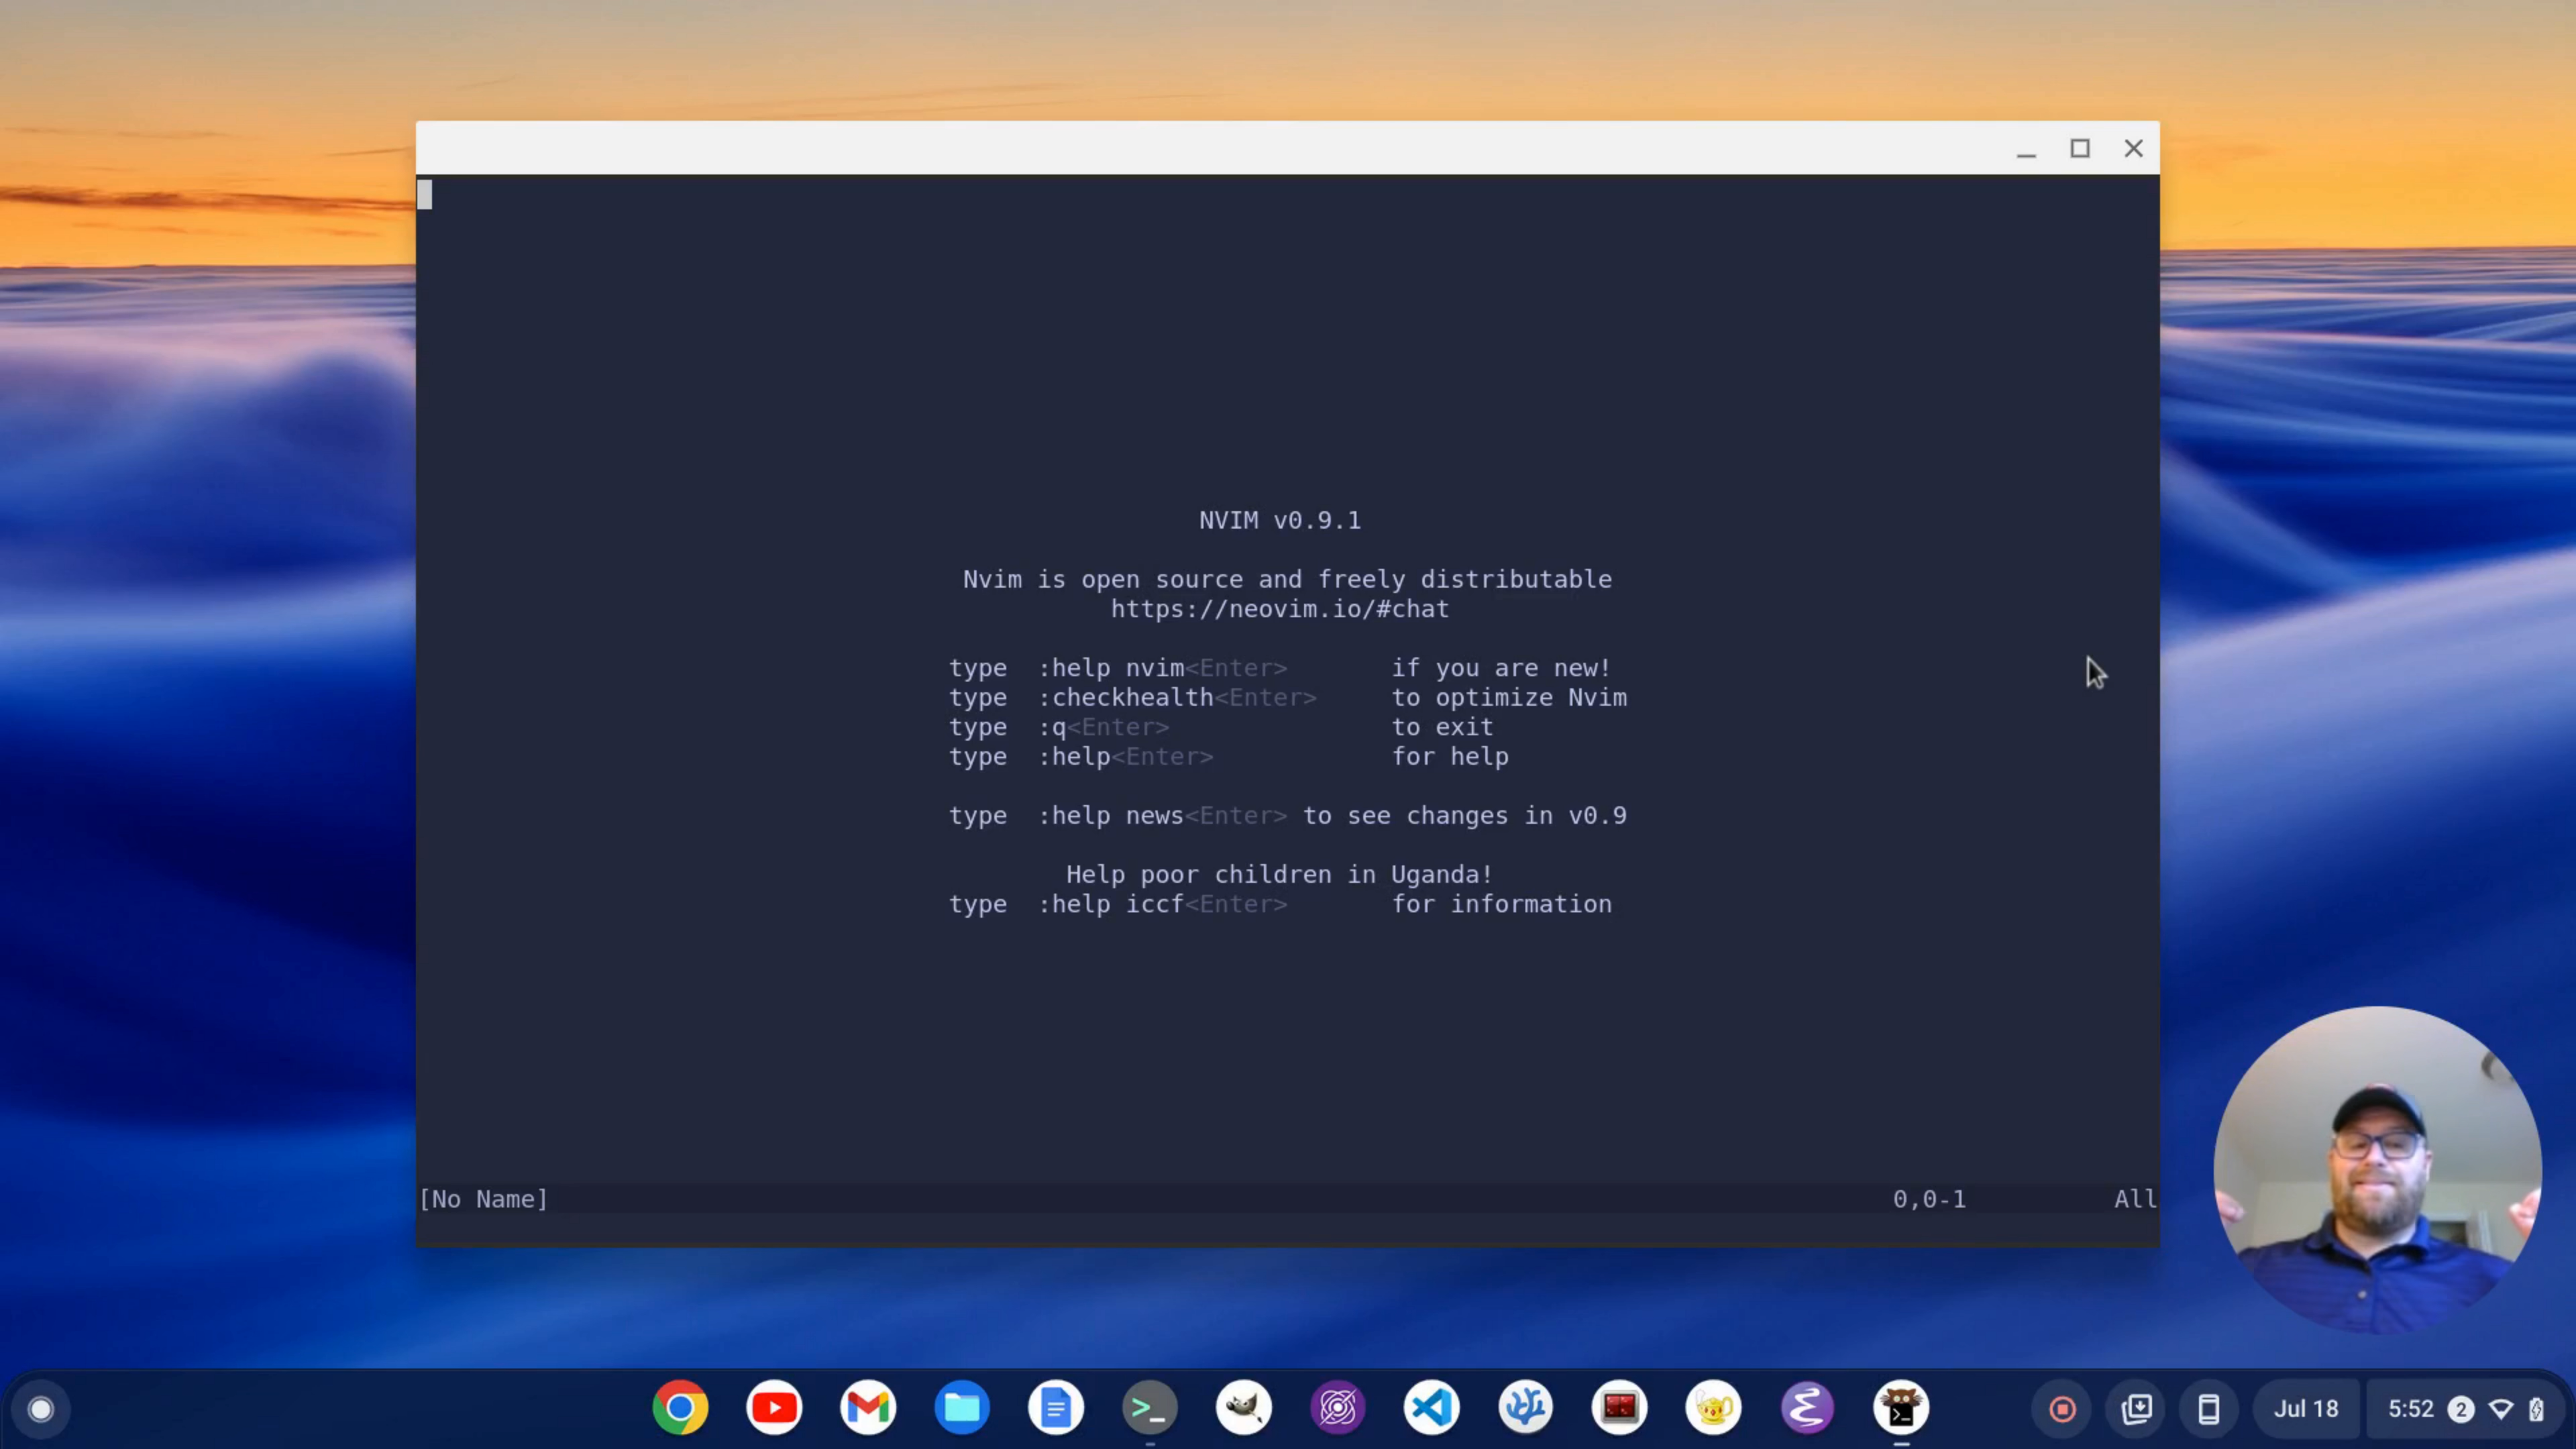 NVIM v0.9.1
Nvim is open source and freely distributable
https://neovim.io/#chat
type :help nvim<Enter> if you are new!
type :checkhealth<Enter> to optimize Nvim
type :q<Enter> to exit
type :help<Enter> for help
type :help news<Enter> to see changes in v0.9
Help poor children in Uganda!
type :help iccf<Enter> for information
[No Name] 0,0-1 All
Jul 18 5:52 2